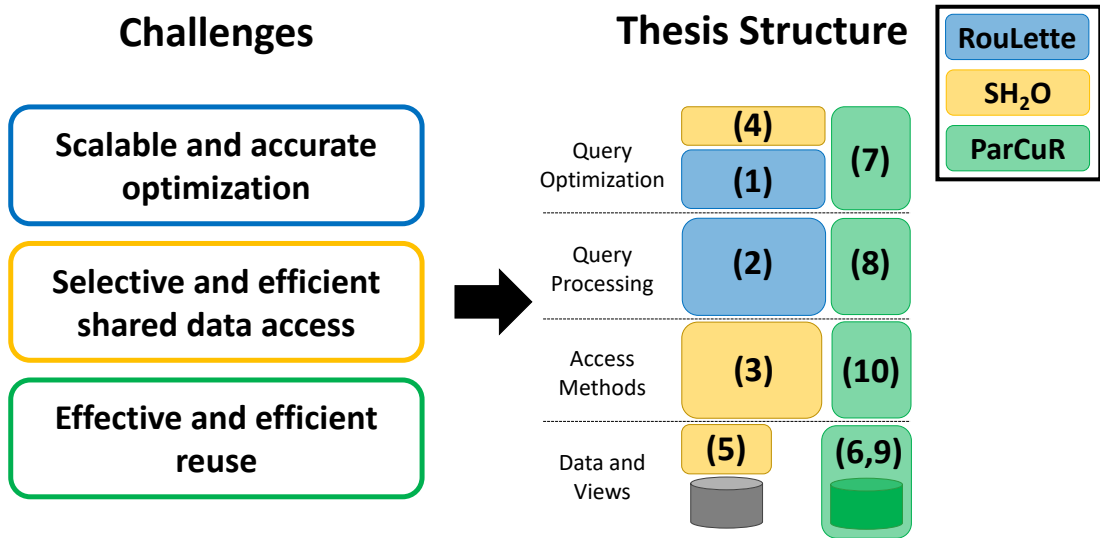 Challenges
Scalable and accurate
optimization
Selective and efficient
shared data access
Effective and efficient
reuse
Thesis Structure
Query
Optimization
(4)
(1)
(7)
Query
Processing
(2)
(8)
Access
Methods
(3)
(10)
Data and
Views
(5)
(6,9)
RouLette
SH₂O
ParCuR